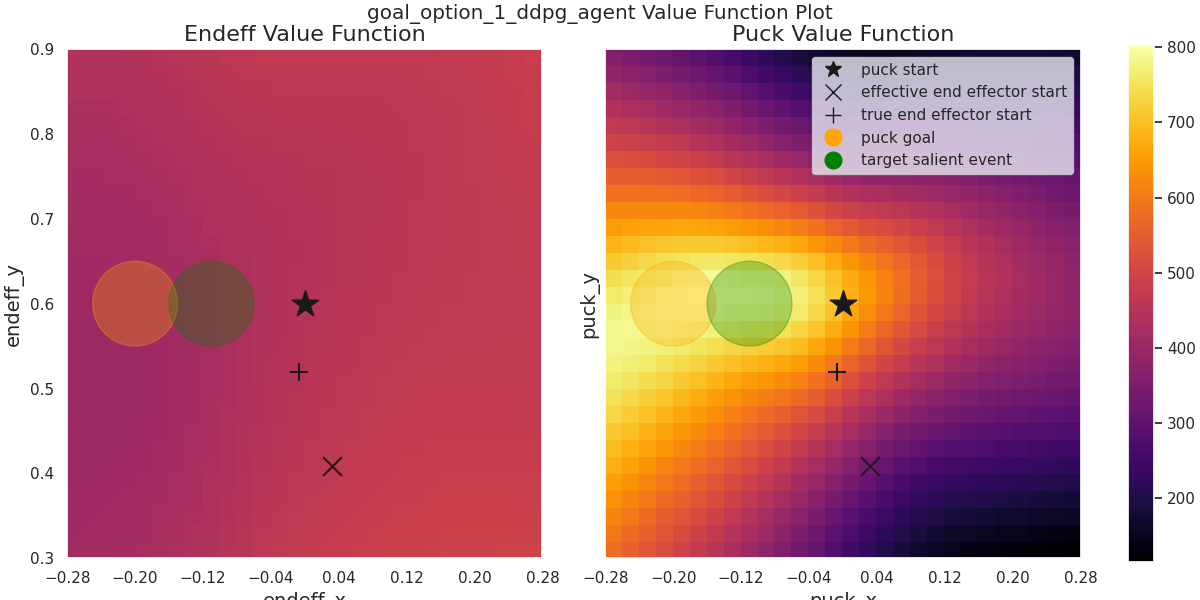 goal_option_1_ddpg_agent Value Function Plot
Endeff Value Function
Puck Value Function
endeff_y
0.9
0.8
0.7
0.6
0.5
0.4
0.3
−0.28 −0.20 −0.12 −0.04 0.04 0.12 0.20 0.28
endeff_x
puck_y
puck start
effective end effector start
true end effector start
puck goal
target salient event
−0.28 −0.20 −0.12 −0.04 0.04 0.12 0.20 0.28
puck_x
800
700
600
500
400
300
200